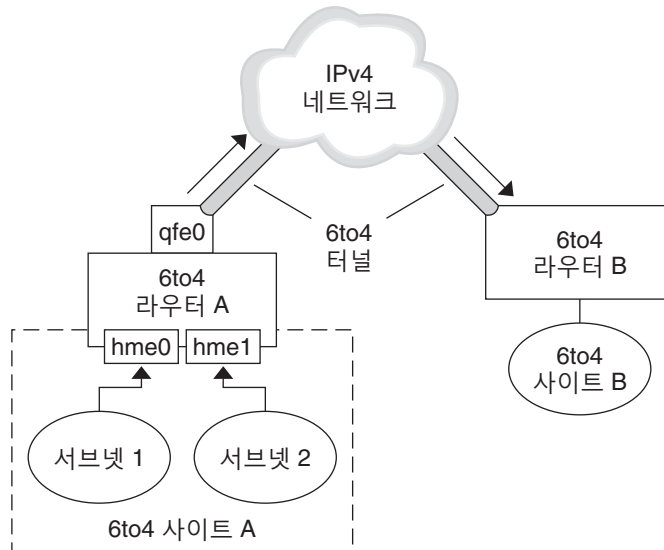 IPv4
네트워크
qfe0
6to4
터널
6to4
라우터 A
6to4
라우터 B
hme0
hme1
6to4
사이트 B
서브넷 1
서브넷 2
6to4 사이트 A